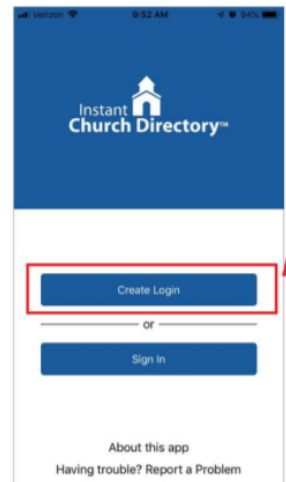 Verizon 9:52 AM 94%
Instant
Church Directory™
Create Login
or
Sign In
About this app
Having trouble? Report a Problem